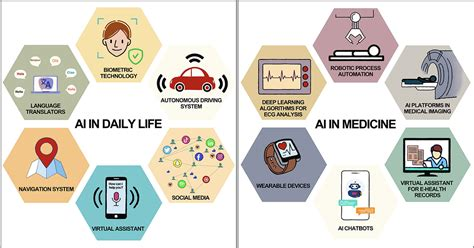 BIOMETRIC
TECHNOLOGY
LANGUAGE
TRANSLATORS
AUTONOMOUS DRIVING
SYSTEM
AI IN DAILY LIFE
NAVIGATION SYSTEM
How can I
help you?
VIRTUAL ASSISTANT
SOCIAL MEDIA
ROBOTIC PROCESS
AUTOMATION
DEEP LEARNING
ALGORITHMS FOR
ECG ANALYSIS
AI PLATFORMS IN
MEDICAL IMAGING
AI IN MEDICINE
WEARABLE DEVICES
AI CHATBOTS
VIRTUAL ASSISTANT
FOR E-HEALTH
RECORDS